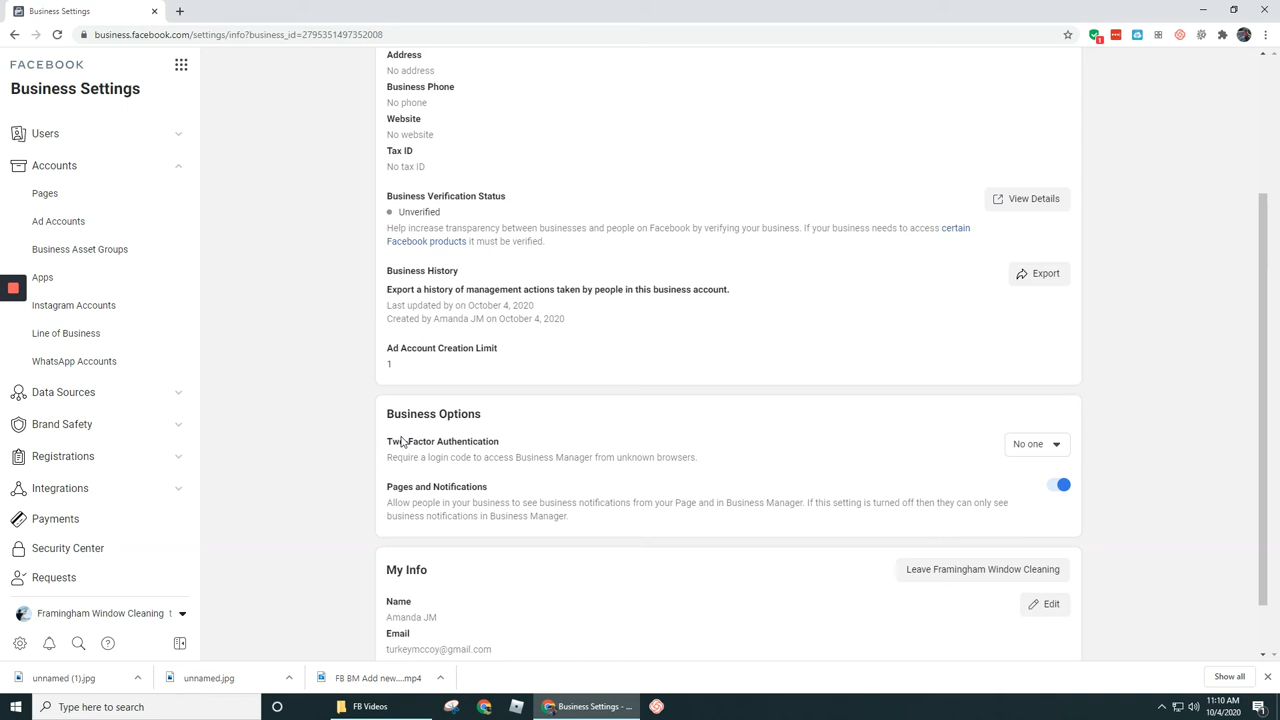 Business Settings
business.facebook.com/settings/info?business_id=2795351497352008
1
FACEBOOK
Business Settings
Users
Accounts
Pages
Ad Accounts
Business Asset Groups
Apps
Instagram Accounts
Line of Business
WhatsApp Accounts
Data Sources
Brand Safety
Registrations
Integrations
Payments
Security Center
Requests
Framingham Window Cleaning t
Address
No address
Business Phone
No phone
Website
No website
Tax ID
No tax ID
Business Verification Status
View Details
Unverified
Help increase transparency between businesses and people on Facebook by verifying your business. If your business needs to access certain
Facebook products it must be verified.
Business History
Export
Export a history of management actions taken by people in this business account.
Last updated by on October 4, 2020
Created by Amanda JM on October 4, 2020
Ad Account Creation Limit
1
Business Options
Two-Factor Authentication
No one
Require a login code to access Business Manager from unknown browsers.
Pages and Notifications
Allow people in your business to see business notifications from your Page and in Business Manager. If this setting is turned off then they can only see
business notifications in Business Manager.
My Info
Leave Framingham Window Cleaning
Name
Edit
Amanda JM
Email
turkeymccoy@gmail.com
unnamed (1).jpg
unnamed.jpg
FB BM Add new....mp4
Show all
Type here to search
FB Videos
Business Settings - ...
11:10 AM
10/4/2020
1